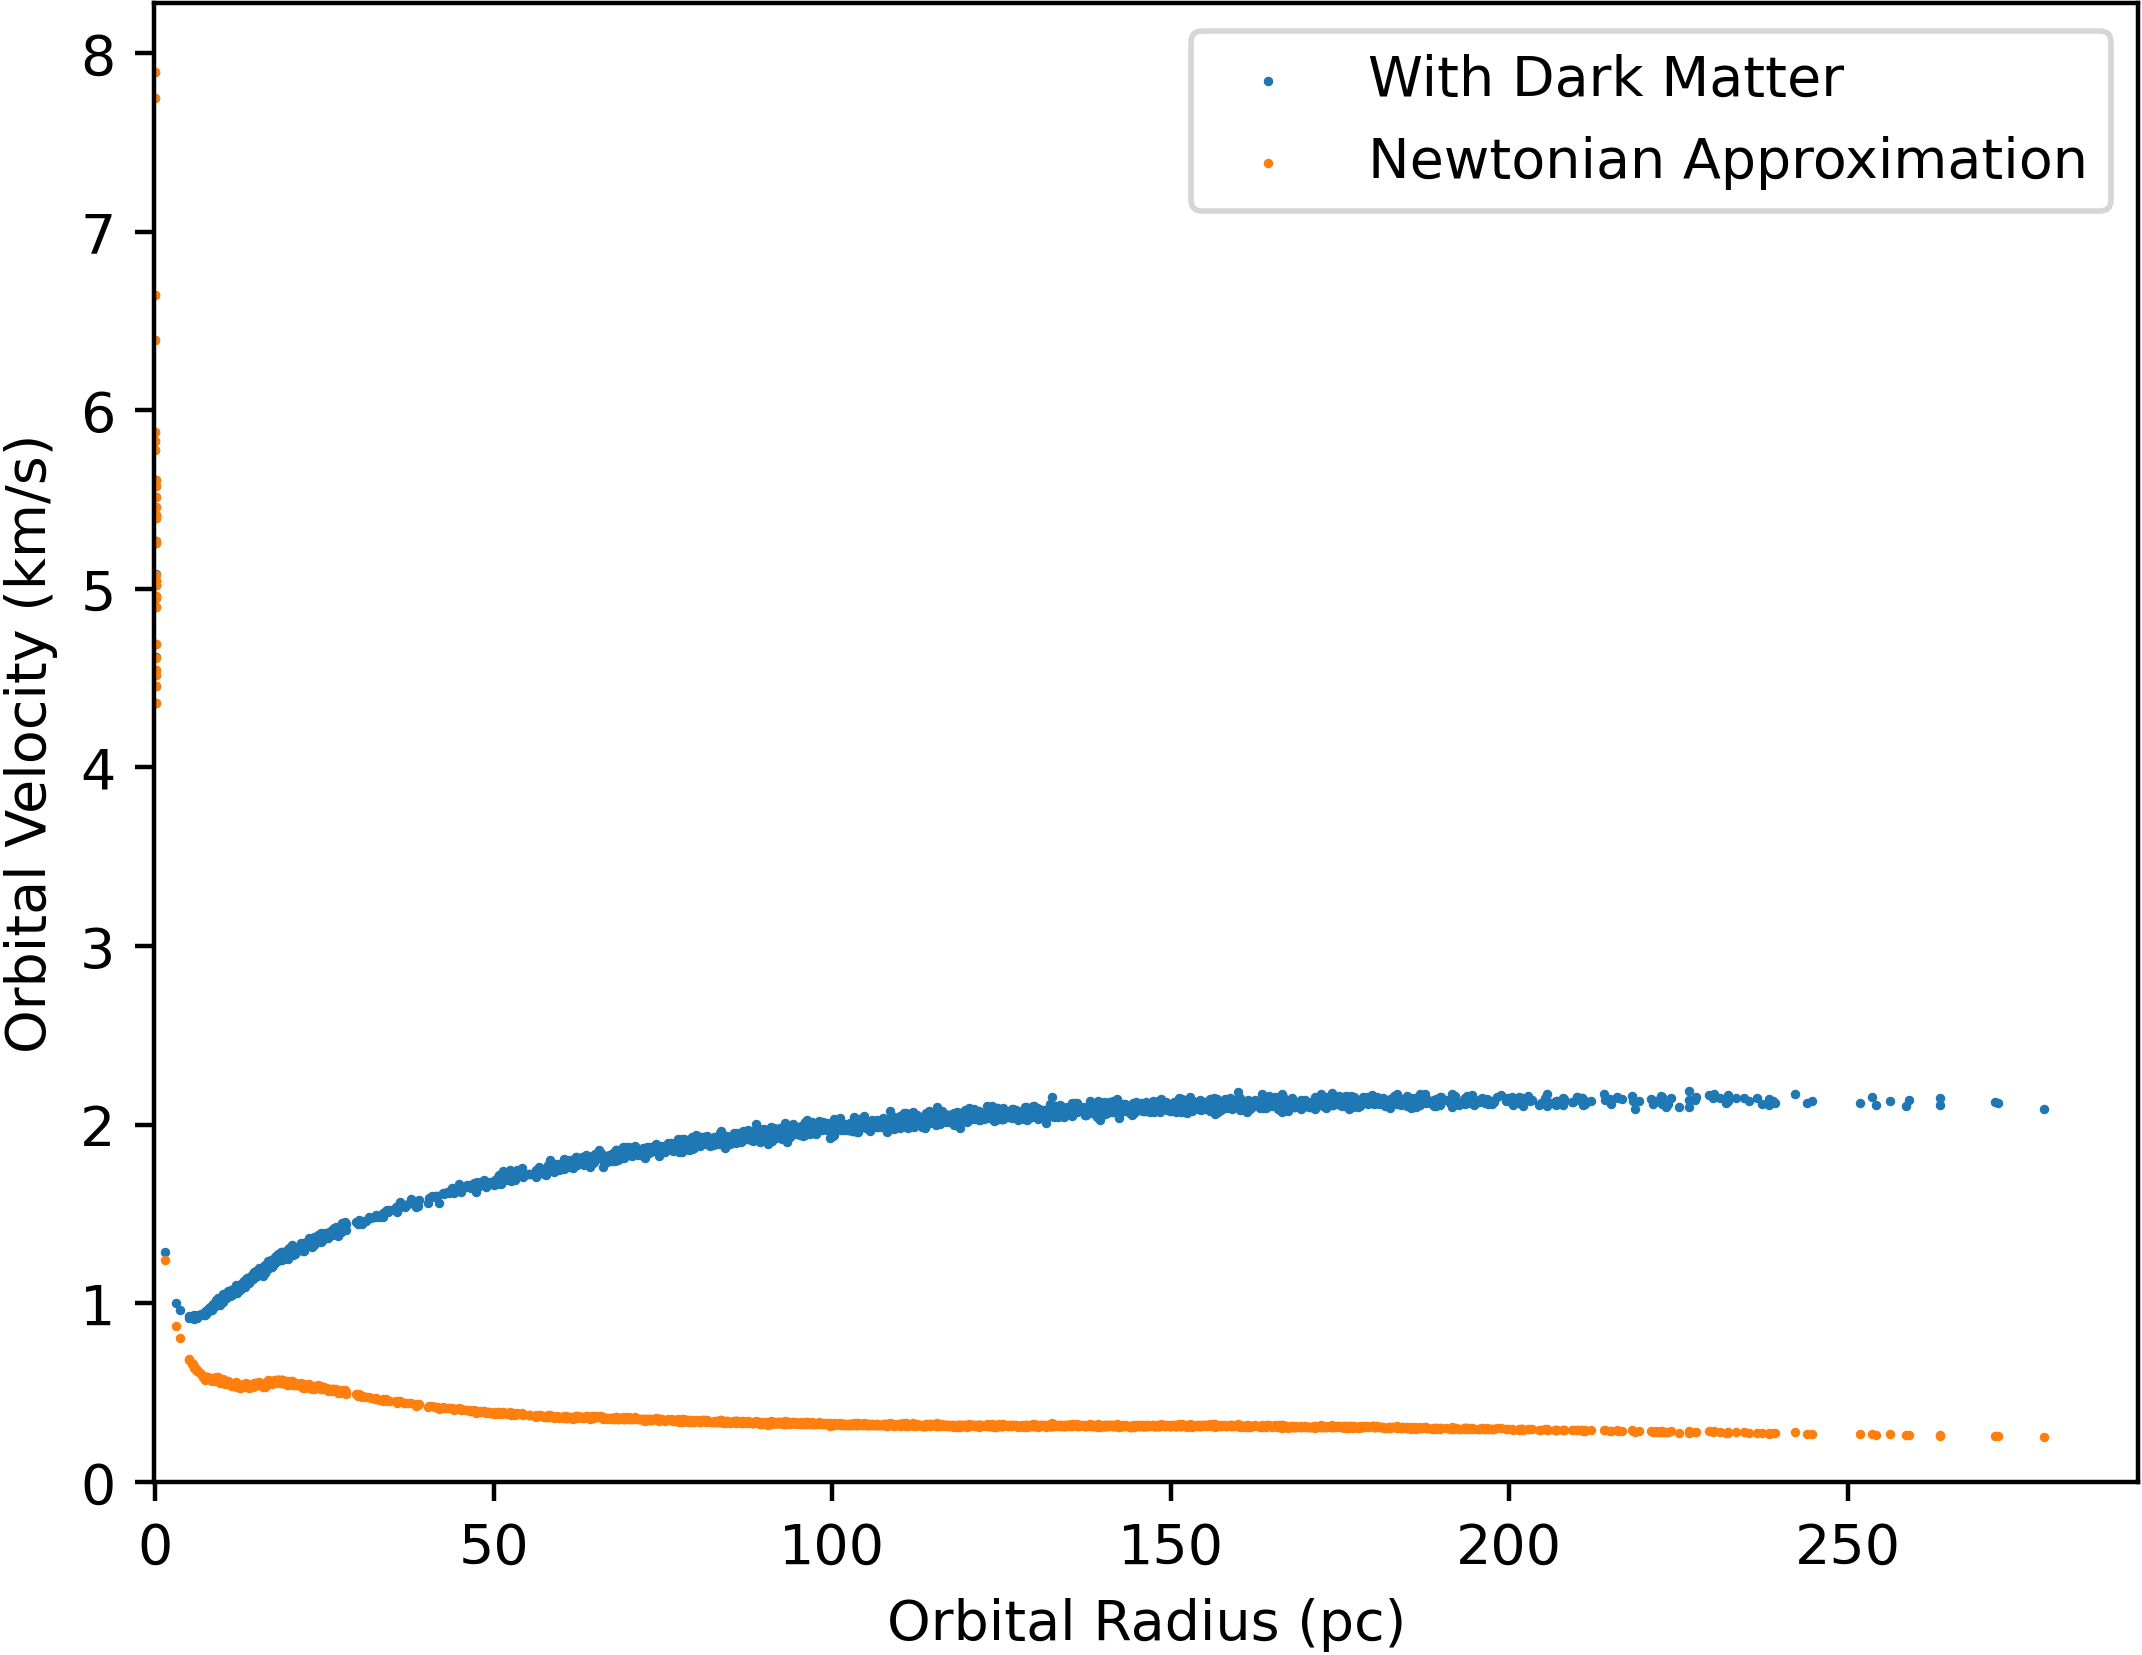 With Dark Matter
Newtonian Approximation
8
7
6
5
4
3
2
1
0
Orbital Velocity (km/s)
0 50 100 150 200 250
Orbital Radius (pc)